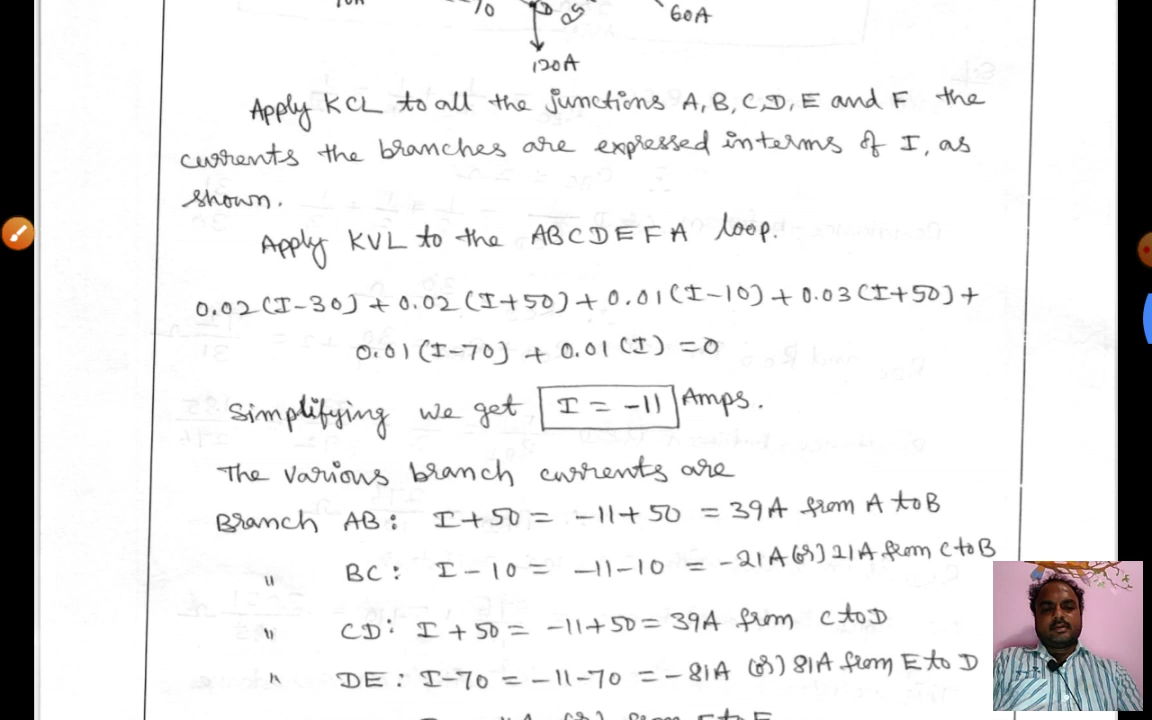 -70 D 60A
120A
Apply KCL to all the junctions A, B, C, D, E and F the
currents the branches are expressed interms of I, as
shown.
Apply KVL to the ABCDEFA loop.
0.02 (I-30) + 0.02 (I+50) + 0.01 (I-10) + 0.03 (I+50) +
0.01 (I-70) + 0.01 (I) = 0
Simplifying we get I = -11 Amps.
The various branch currents are
Branch AB: I+50 = -11+50 = 39A from A to B
" BC: I-10 = -11-10 = -21A (or) 21A from C to B
" CD: I+50 = -11+50 = 39A from C to D
" DE: I-70 = -11-70 = -81A (or) 81A from E to D